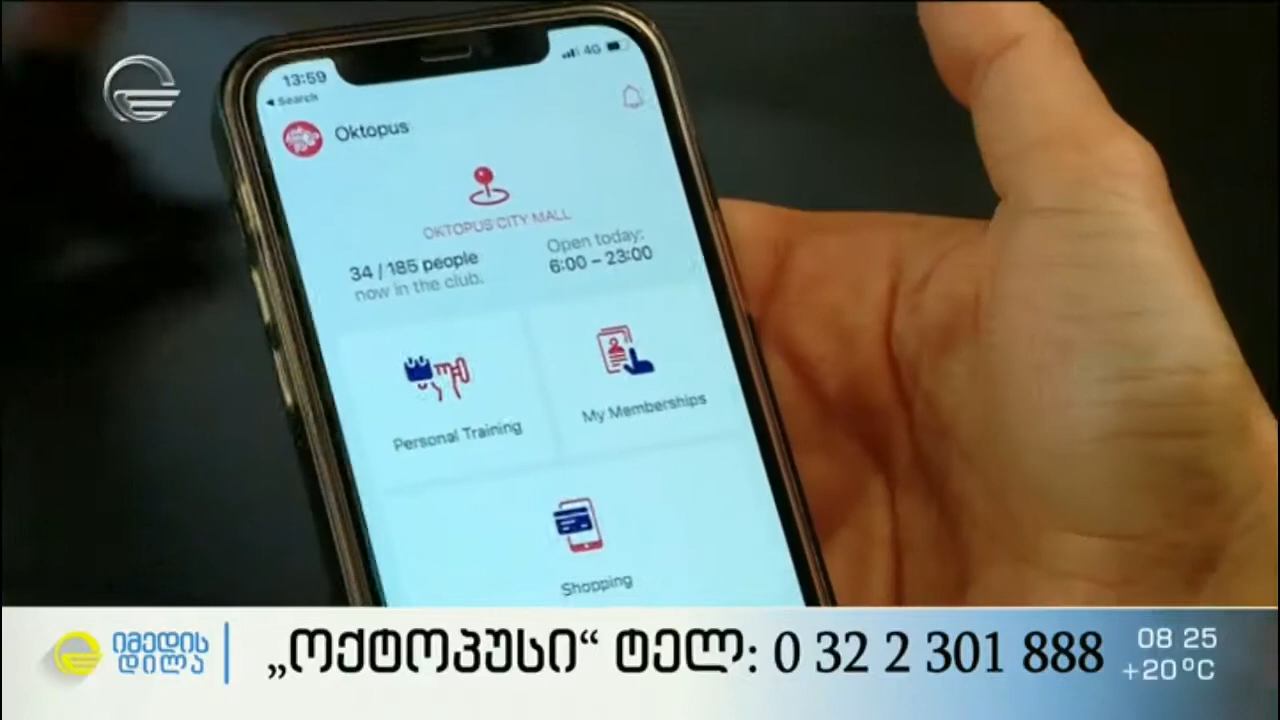 13:59
4G
Search
Oktopus
OKTOPUS CITY MALL
34 / 185 people
now in the club.
Open today:
6:00 – 23:00
Personal Training
My Memberships
Shopping
იმედის
დილა
„ოქტოპუსი“ ტელ: 0 32 2 301 888
08 25
+20°C